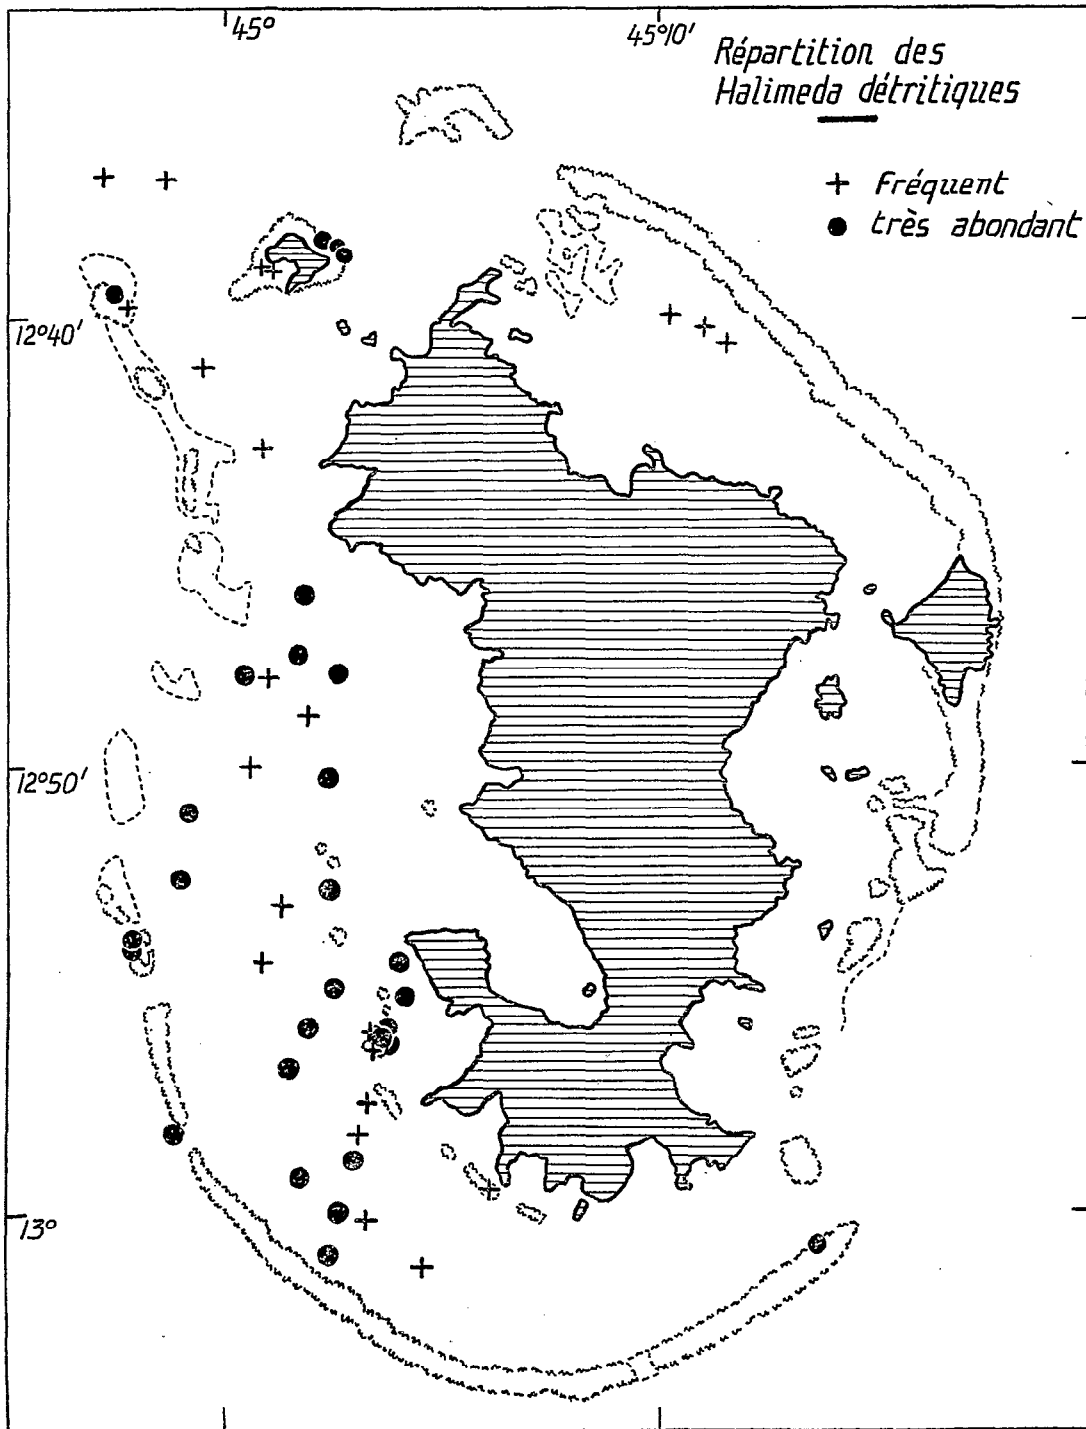 45°
45°10'
Répartition des
Halimeda détritiques
+ Fréquent
● très abondant
12°40'
12°50'
13°